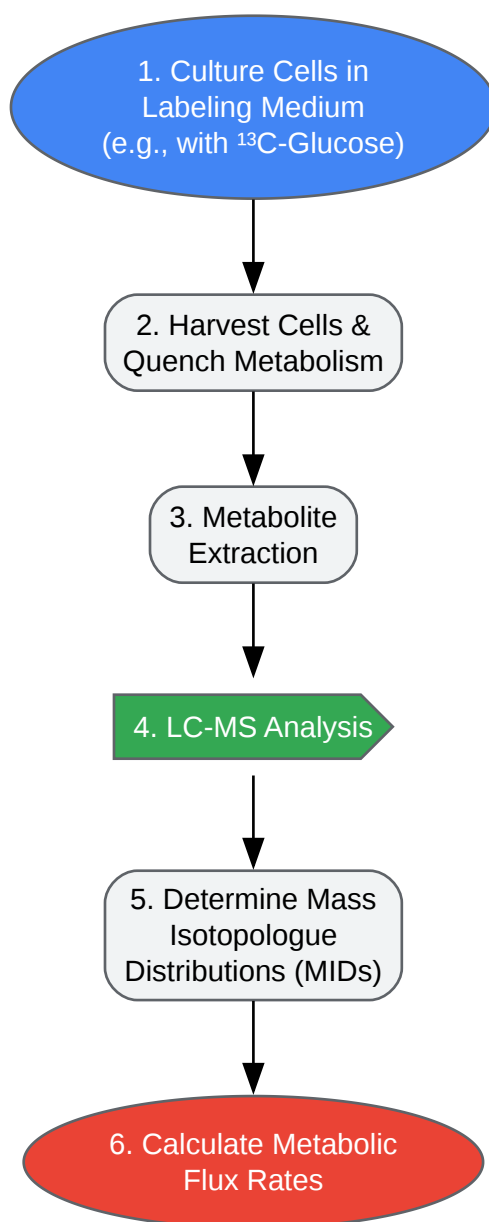 1. Culture Cells in
Labeling Medium
(e.g., with ¹³C-Glucose)
2. Harvest Cells &
Quench Metabolism
3. Metabolite
Extraction
4. LC-MS Analysis
5. Determine Mass
Isotopologue
Distributions (MIDs)
6. Calculate Metabolic
Flux Rates